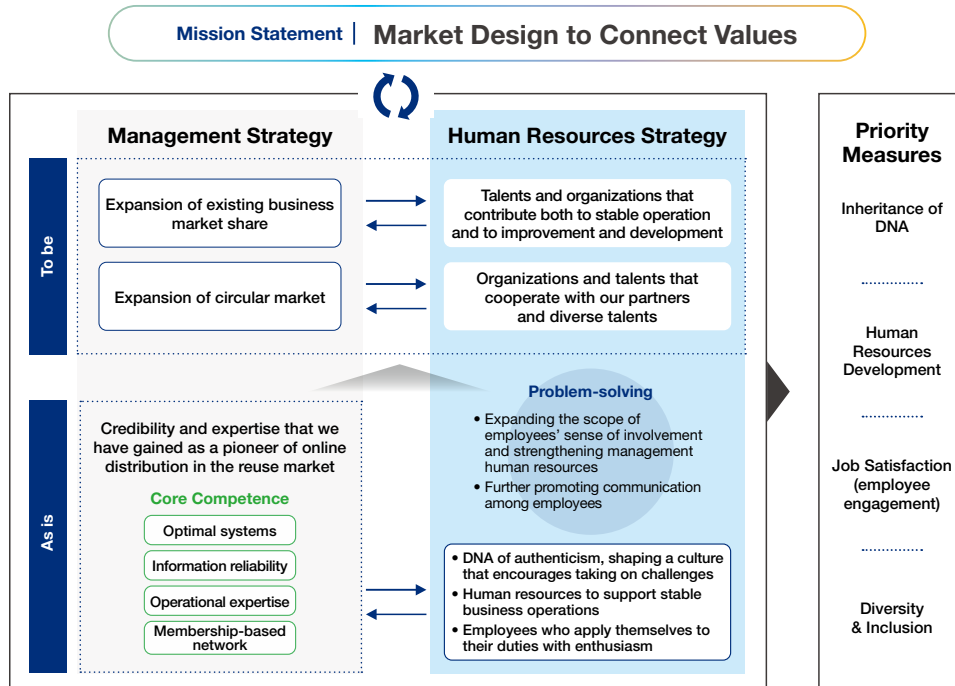 Mission Statement | Market Design to Connect Values
Management Strategy
Human Resources Strategy
To be
Expansion of existing business
market share
Talents and organizations that
contribute both to stable operation
and to improvement and development
Expansion of circular market
Organizations and talents that
cooperate with our partners
and diverse talents
As is
Credibility and expertise that we
have gained as a pioneer of online
distribution in the reuse market
Core Competence
Optimal systems
Information reliability
Operational expertise
Membership-based
network
Problem-solving
• Expanding the scope of
employees' sense of involvement
and strengthening management
human resources
• Further promoting communication
among employees
• DNA of authenticism, shaping a culture
that encourages taking on challenges
• Human resources to support stable
business operations
• Employees who apply themselves to
their duties with enthusiasm
Priority
Measures
Inheritance of
DNA
Human
Resources
Development
Job Satisfaction
(employee
engagement)
Diversity
& Inclusion